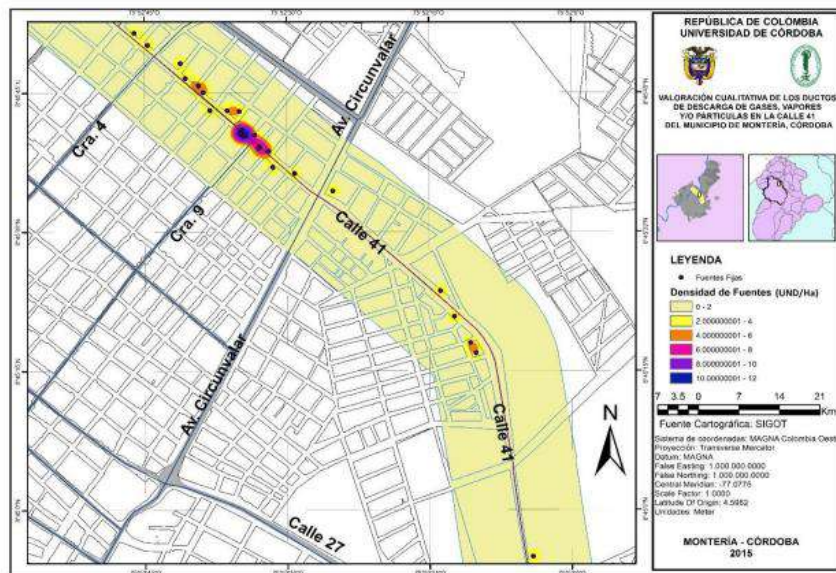 75°52'30"W
Av. Circunvalar
Cra. 4
Cra. 9
Calle 41
Av. Circunvalar
Calle 41
Calle 27
N
REPÚBLICA DE COLOMBIA
UNIVERSIDAD DE CÓRDOBA
VALORACIÓN CUALITATIVA DE LOS DUCTOS
DE DESCARGA DE GASES, VAPORES
Y/O PARTICULAS EN LA CALLE 41
DEL MUNICIPIO DE MONTERÍA, CÓRDOBA
LEYENDA
Fuentes Fijas
Densidad de Fuentes (UND/Ha)
0 - 2
2.000000001 - 4
4.000000001 - 6
6.000000001 - 8
8.000000001 - 10
10.00000001 - 12
7 3.5 0 7 14 21
Km
Fuente Cartográfica: SIGOT
Sistema de coordenadas: MAGNA Colombia Oest
Proyección: Transverse Mercator
Datum: MAGNA
False Easting: 1.000.000.0000
False Northing: 1.000.000.0000
Central Meridian: -77.0775
Scale Factor: 1.0000
Latitude Of Origin: 4.5962
Unidades: Meter
MONTERÍA - CÓRDOBA
2015